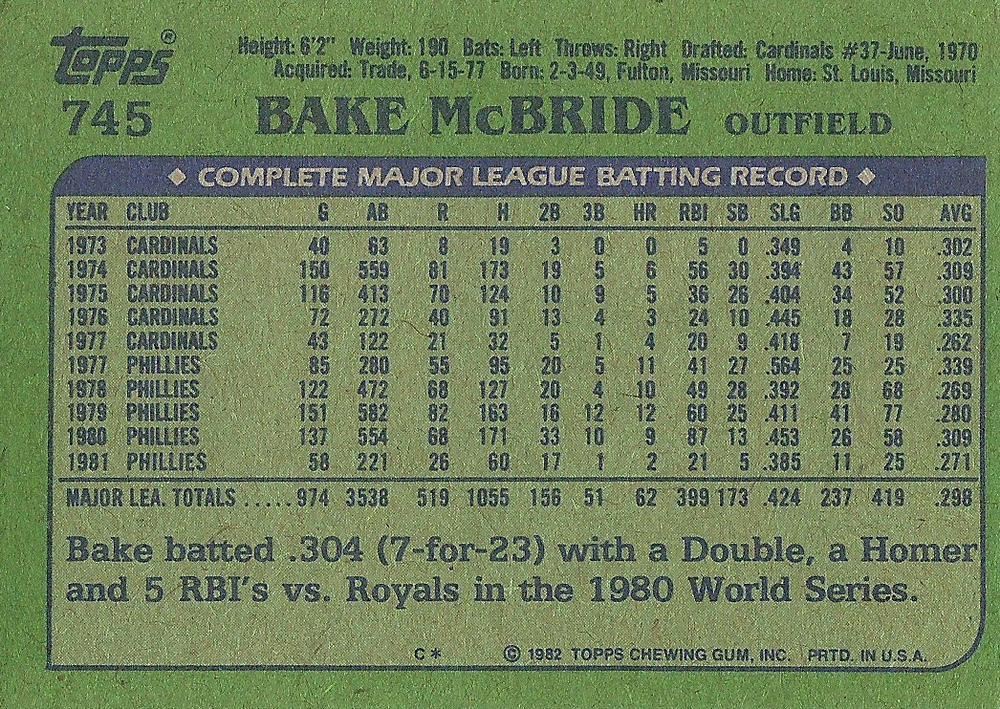 topps®
Height: 6'2" Weight: 190 Bats: Left Throws: Right Drafted: Cardinals #37-June, 1970
Acquired: Trade, 6-15-77 Born: 2-3-49, Fulton, Missouri Home: St. Louis, Missouri
745 BAKE McBRIDE OUTFIELD
◆ COMPLETE MAJOR LEAGUE BATTING RECORD ◆
YEAR CLUB G AB R H 2B 3B HR RBI SB SLG BB SO AVG
1973 CARDINALS 40 63 8 19 3 0 0 5 0 .349 4 10 .302
1974 CARDINALS 150 559 81 173 19 5 6 56 30 .394 43 57 .309
1975 CARDINALS 116 413 70 124 10 9 5 36 26 .404 34 52 .300
1976 CARDINALS 72 272 40 91 13 4 3 24 10 .445 18 28 .335
1977 CARDINALS 43 122 21 32 5 1 4 20 9 .418 7 19 .262
1977 PHILLIES 85 280 55 95 20 5 11 41 27 .564 25 25 .339
1978 PHILLIES 122 472 68 127 20 4 10 49 28 .392 28 68 .269
1979 PHILLIES 151 582 82 163 16 12 12 60 25 .411 41 77 .280
1980 PHILLIES 137 554 68 171 33 10 9 87 13 .453 26 58 .309
1981 PHILLIES 58 221 26 60 17 1 2 21 5 .385 11 25 .271
MAJOR LEA. TOTALS .....974 3538 519 1055 156 51 62 399 173 .424 237 419 .298
Bake batted .304 (7-for-23) with a Double, a Homer
and 5 RBI's vs. Royals in the 1980 World Series.
C* © 1982 TOPPS CHEWING GUM, INC. PRTD. IN U.S.A.